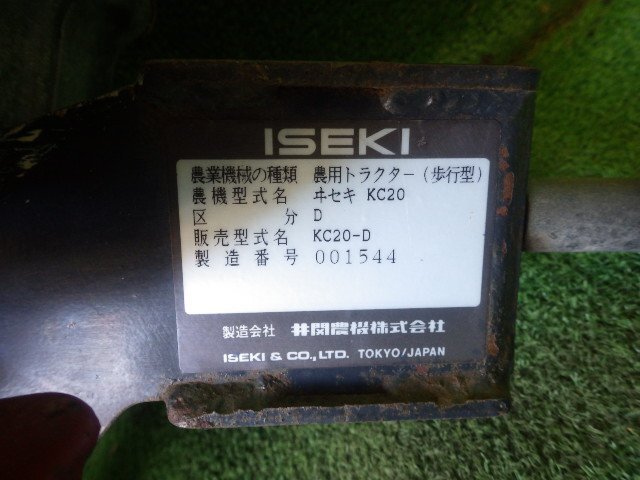 ISEKI
農業機械の種類 農用トラクター(歩行型)
農機型式名 ヰセキ KC20
区分 D
販売型式名 KC20-D
製造番号 001544
製造会社 井関農機株式会社
ISEKI & CO., LTD. TOKYO/JAPAN